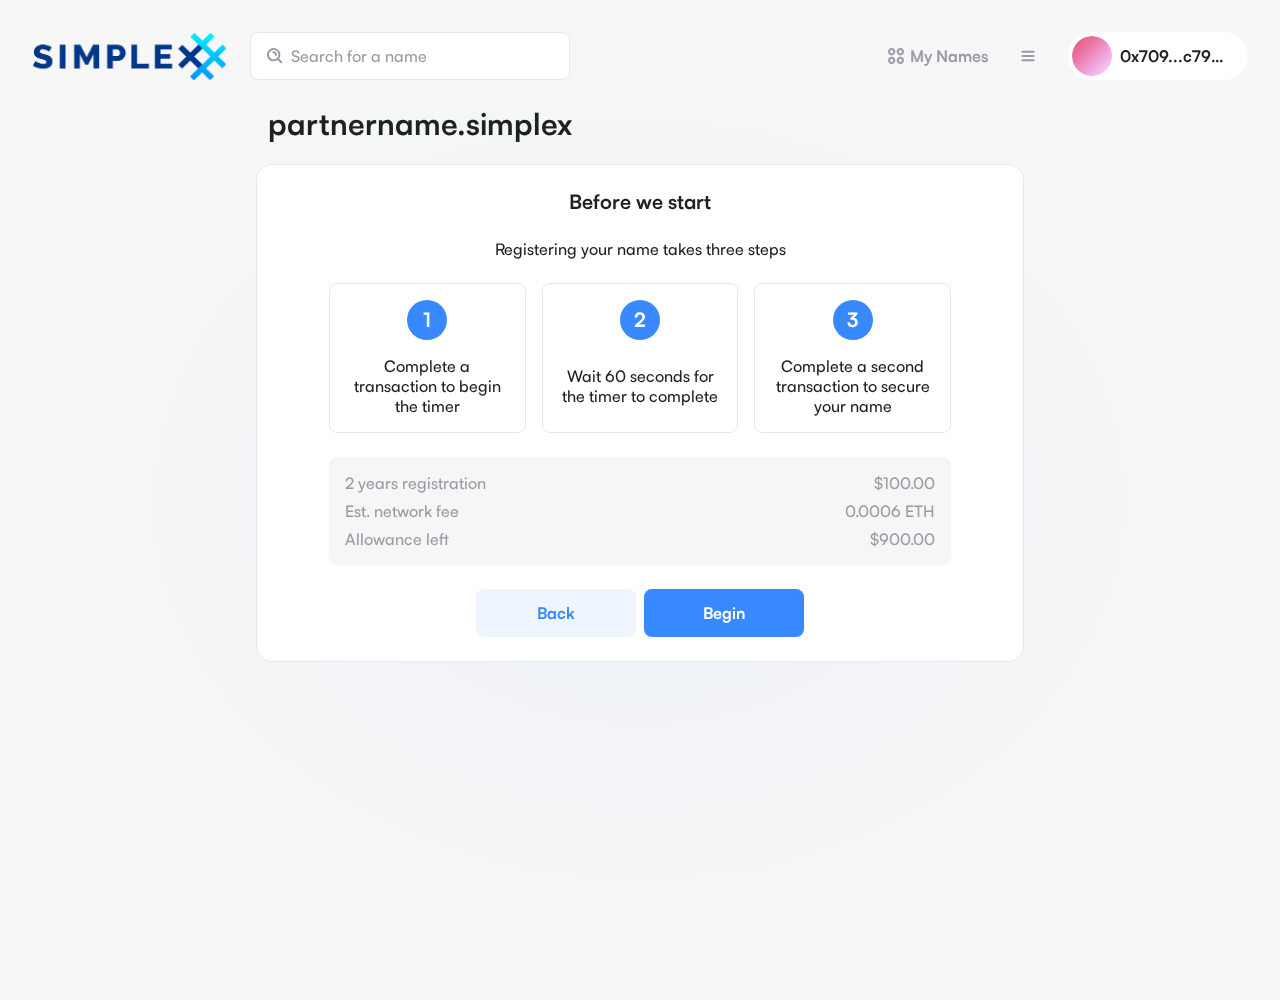 SIMPLEX
Search for a name
My Names
0x709...c79...
partnername.simplex
Before we start
Registering your name takes three steps
1
Complete a
transaction to begin
the timer
2
Wait 60 seconds for
the timer to complete
3
Complete a second
transaction to secure
your name
2 years registration $100.00
Est. network fee 0.0006 ETH
Allowance left $900.00
Back
Begin